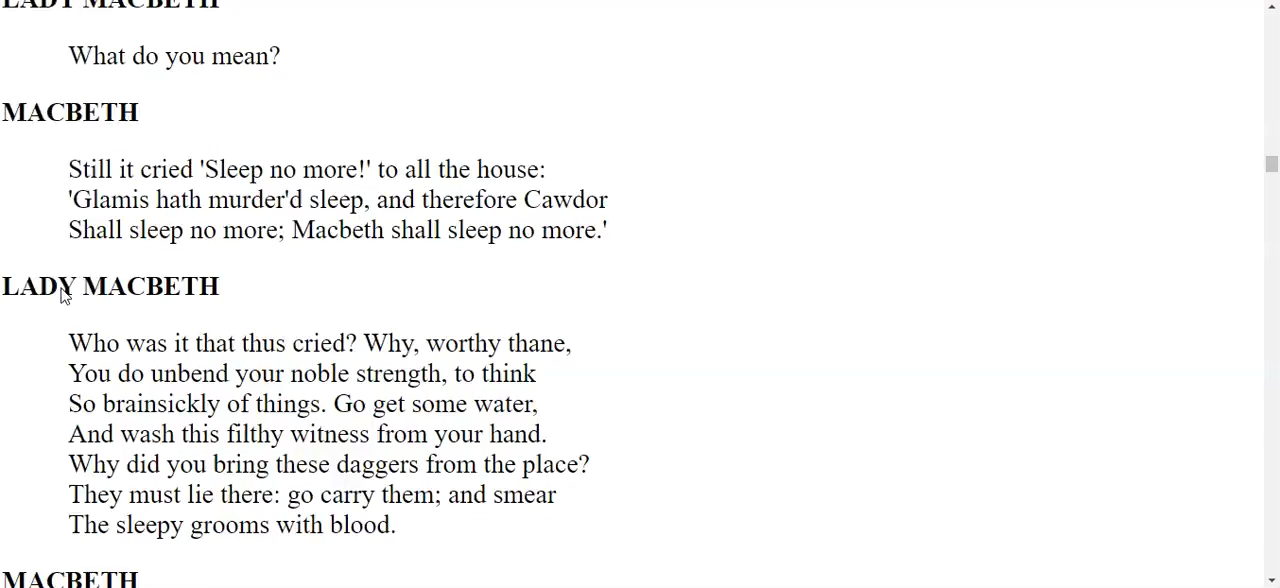 LADY MACBETH
What do you mean?
MACBETH
Still it cried 'Sleep no more!' to all the house:
'Glamis hath murder'd sleep, and therefore Cawdor
Shall sleep no more; Macbeth shall sleep no more.'
LADY MACBETH
Who was it that thus cried? Why, worthy thane,
You do unbend your noble strength, to think
So brainsickly of things. Go get some water,
And wash this filthy witness from your hand.
Why did you bring these daggers from the place?
They must lie there: go carry them; and smear
The sleepy grooms with blood.
MACBETH